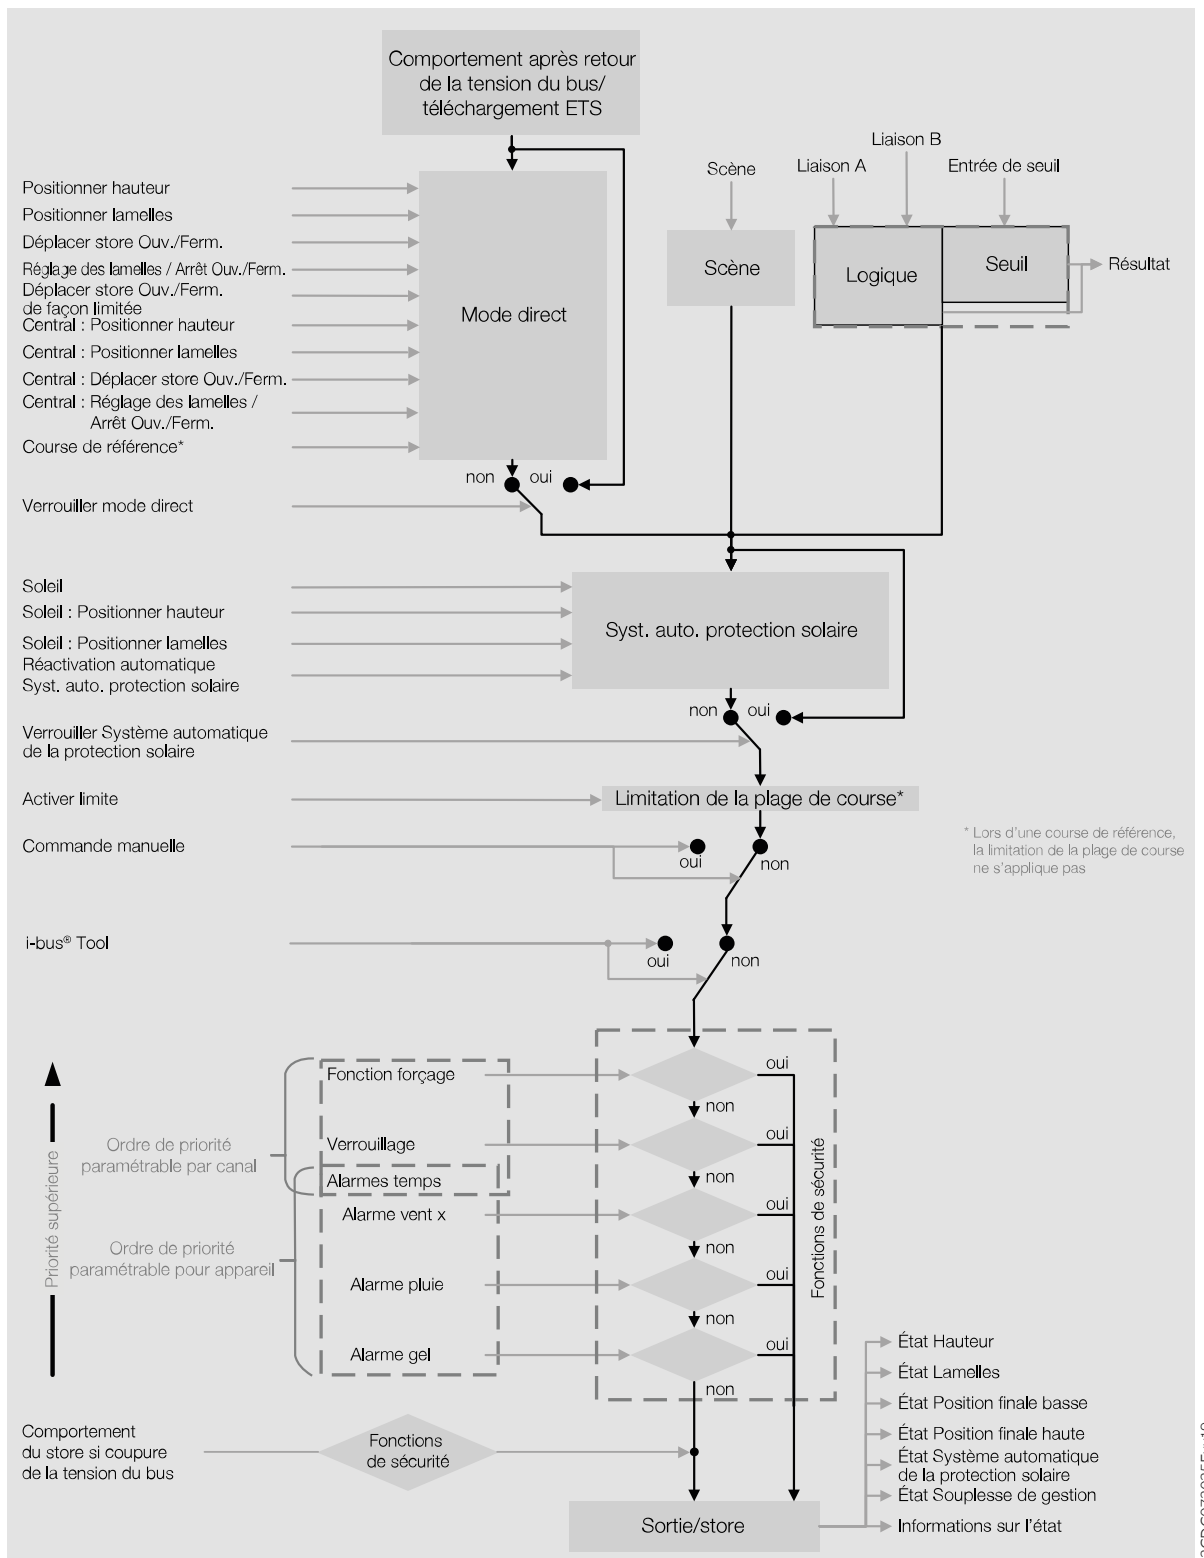 Comportement après retour
de la tension du bus/
téléchargement ETS
Liaison B
Scène
Liaison A
Entrée de seuil
Positionner hauteur
Positionner lamelles
Déplacer store Ouv./Ferm.
Réglage des lamelles / Arrêt Ouv./Ferm.
Déplacer store Ouv./Ferm.
de façon limitée
Central : Positionner hauteur
Central : Positionner lamelles
Central : Déplacer store Ouv./Ferm.
Central : Réglage des lamelles /
Arrêt Ouv./Ferm.
Course de référence*
Mode direct
Scène
Logique
Seuil
Résultat
non
oui
Verrouiller mode direct
Soleil
Soleil : Positionner hauteur
Soleil : Positionner lamelles
Réactivation automatique
Syst. auto. protection solaire
Syst. auto. protection solaire
non
oui
Verrouiller Système automatique
de la protection solaire
Activer limite
Limitation de la plage de course*
Commande manuelle
oui
non
* Lors d'une course de référence,
la limitation de la plage de course
ne s'applique pas
i-bus® Tool
oui
non
Priorité supérieure
Ordre de priorité
paramétrable par canal
Ordre de priorité
paramétrable pour appareil
Fonction forçage
oui
non
Verrouillage
oui
non
Alarmes temps
Alarme vent x
oui
non
Alarme pluie
oui
non
Alarme gel
oui
non
Fonctions de sécurité
Comportement
du store si coupure
de la tension du bus
Fonctions
de sécurité
Sortie/store
État Hauteur
État Lamelles
État Position finale basse
État Position finale haute
État Système automatique
de la protection solaire
État Souplesse de gestion
Informations sur l'état